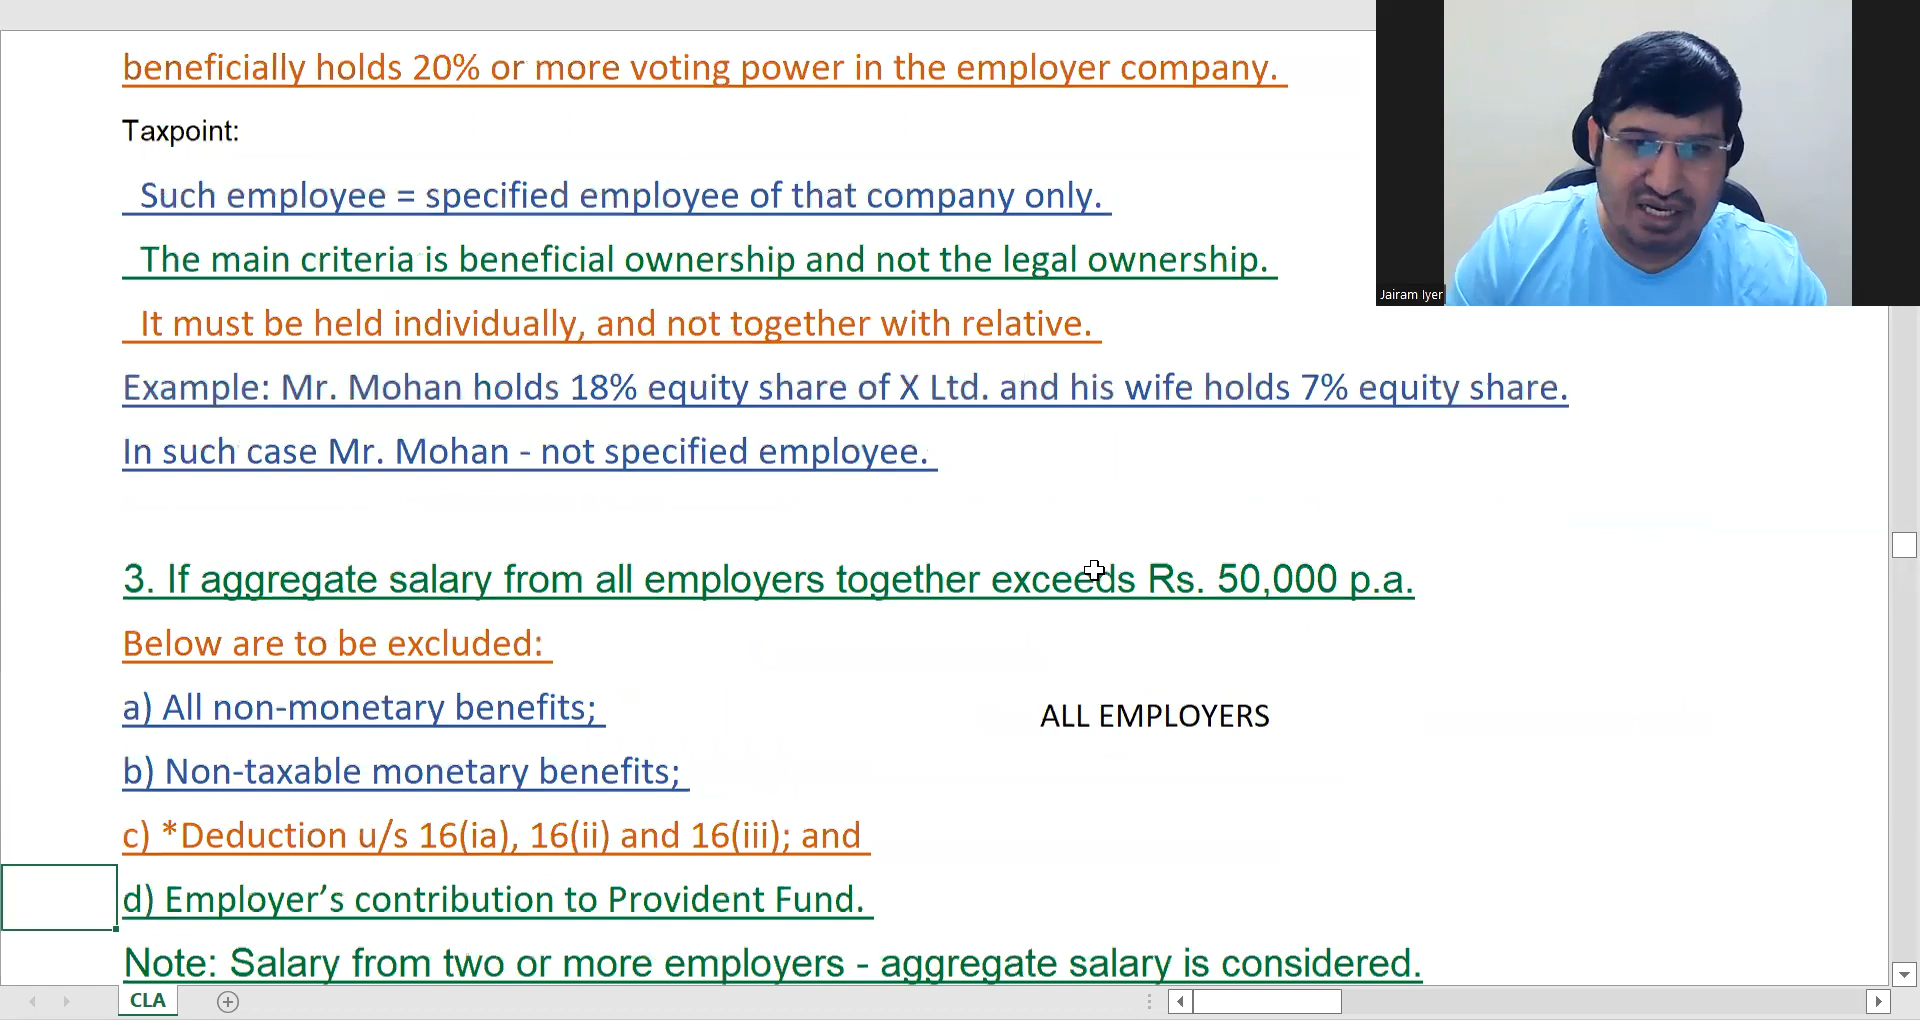 beneficially holds 20% or more voting power in the employer company.
Taxpoint:
Such employee = specified employee of that company only.
The main criteria is beneficial ownership and not the legal ownership.
Jairam Iyer
It must be held individually, and not together with relative.
Example: Mr. Mohan holds 18% equity share of X Ltd. and his wife holds 7% equity share.
In such case Mr. Mohan - not specified employee.
3. If aggregate salary from all employers together exceeds Rs. 50,000 p.a.
Below are to be excluded:
a) All non-monetary benefits;
ALL EMPLOYERS
b) Non-taxable monetary benefits;
c) *Deduction u/s 16(ia), 16(ii) and 16(iii); and
d) Employer’s contribution to Provident Fund.
Note: Salary from two or more employers - aggregate salary is considered.
CLA